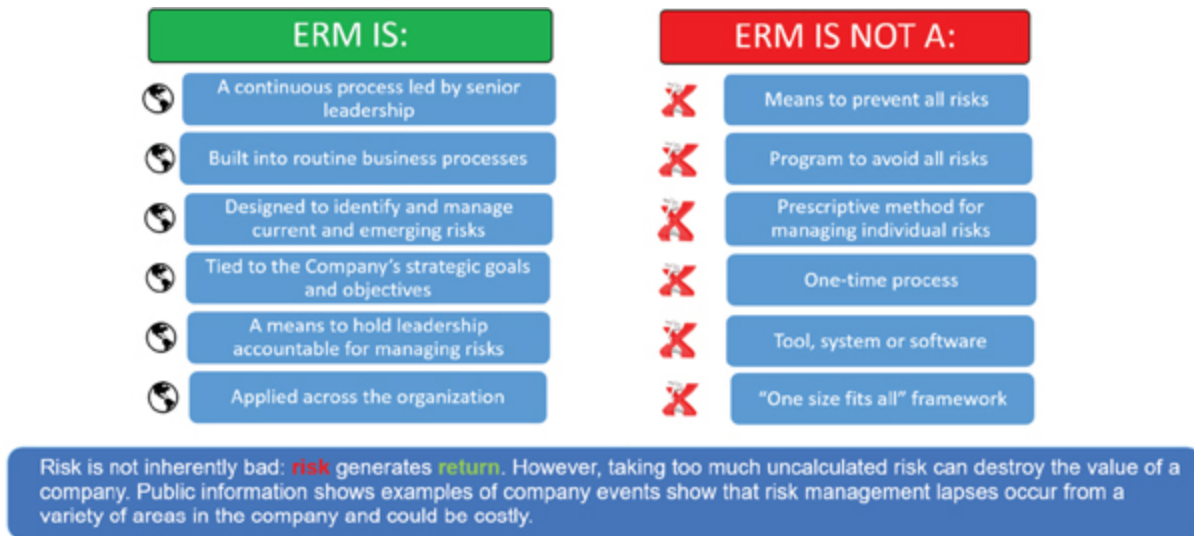 ERM IS:
A continuous process led by senior
leadership
Built into routine business processes
Designed to identify and manage
current and emerging risks
Tied to the Company's strategic goals
and objectives
A means to hold leadership
accountable for managing risks
Applied across the organization
ERM IS NOT A:
Means to prevent all risks
Program to avoid all risks
Prescriptive method for
managing individual risks
One-time process
Tool, system or software
“One size fits all” framework
Risk is not inherently bad: risk generates return. However, taking too much uncalculated risk can destroy the value of a
company. Public information shows examples of company events show that risk management lapses occur from a
variety of areas in the company and could be costly.